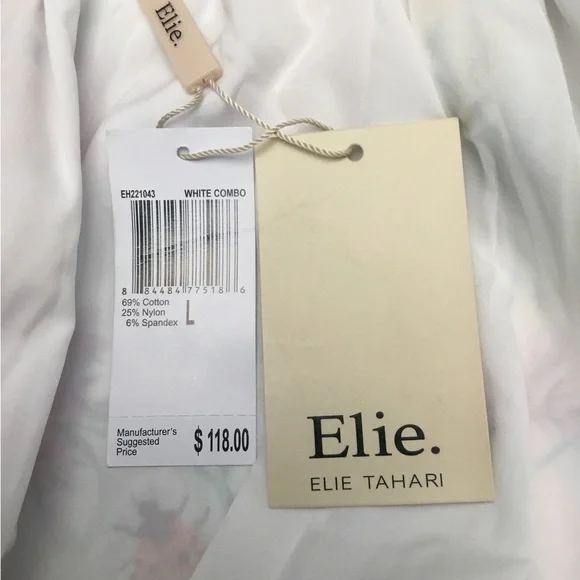 Elie.
EH221043 WHITE COMBO
8 84484 77518 6
69% Cotton
25% Nylon
6% Spandex L
Manufacturer's
Suggested
Price
$118.00
Elie.
ELIE TAHARI